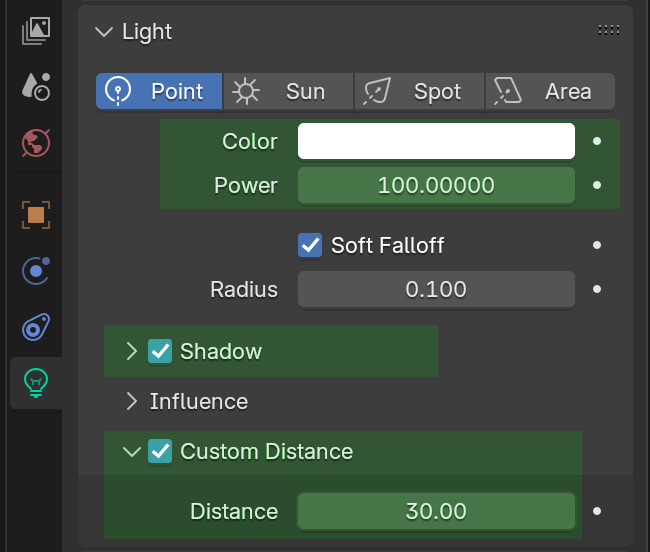 Light
Point Sun Spot Area
Color
Power 100.00000
Soft Falloff
Radius 0.100
Shadow
Influence
Custom Distance
Distance 30.00